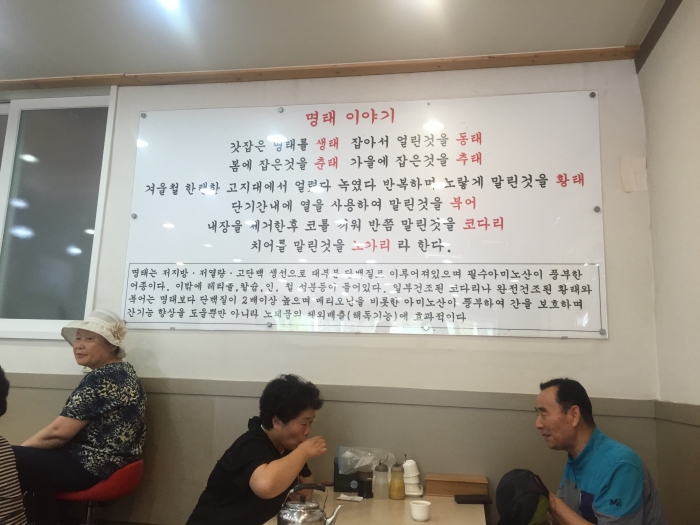 명태 이야기
갓잡은 명태를 생태 잡아서 얼린것을 동태
봄에 잡은것을 춘태 가을에 잡은것을 추태
겨울철 한랭한 고지대에서 얼렸다 녹였다 반복하며 노랗게 말린것을 황태
단기간내에 열을 사용하여 말린것을 북어
내장을 제거한후 코를 꿰워 반쯤 말린것을 코다리
치어를 말린것을 노가리 라 한다.
명태는 저지방·저열량·고단백 생선으로 대부분 단백질로 이루어져있으며 필수아미노산이 풍부한
어종이다. 이밖에 레티놀,칼슘,인, 철 성분등이 들어있다. 일부건조된 코다리나 완전건조된 황태와
북어는 명태보다 단백질이 2배이상 높으며 메티오닌을 비롯한 아미노산이 풍부하여 간을 보호하며
간기능 향상을 도울뿐만 아니라 노폐물의 체외배출(해독기능)에 효과적이다